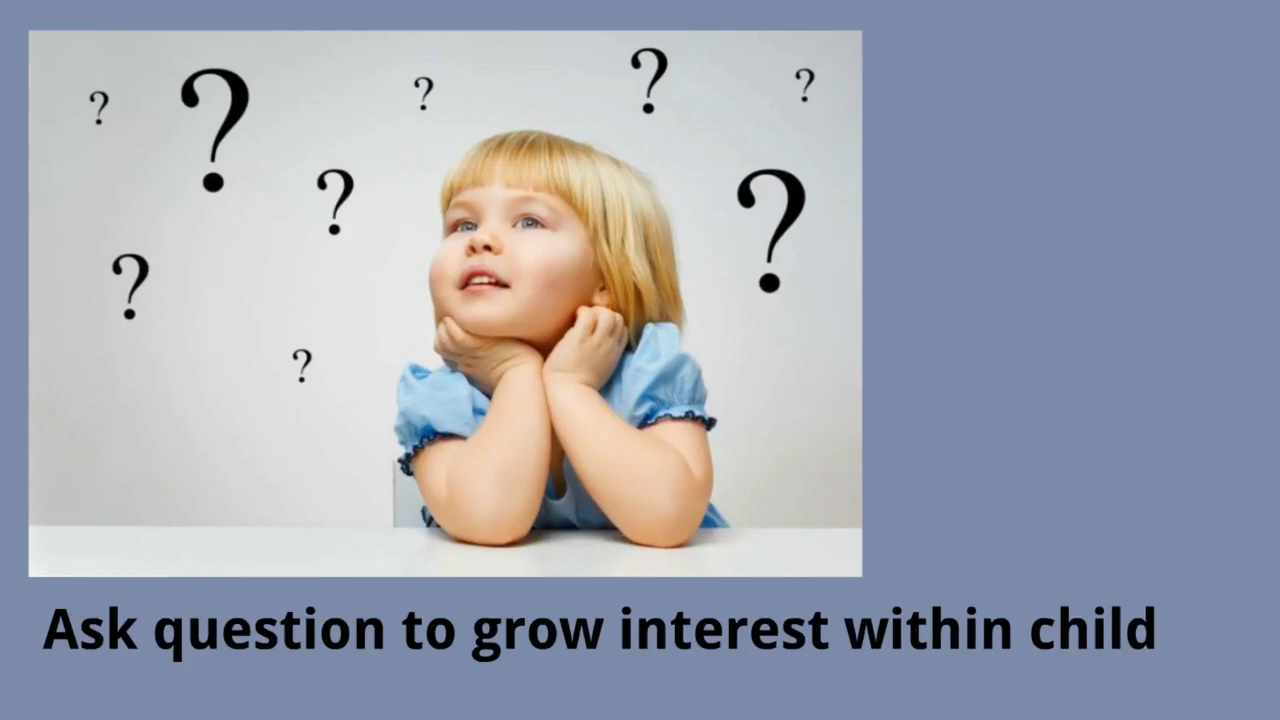 ? ? ? ? ?
? ?
?
?
Ask question to grow interest within child